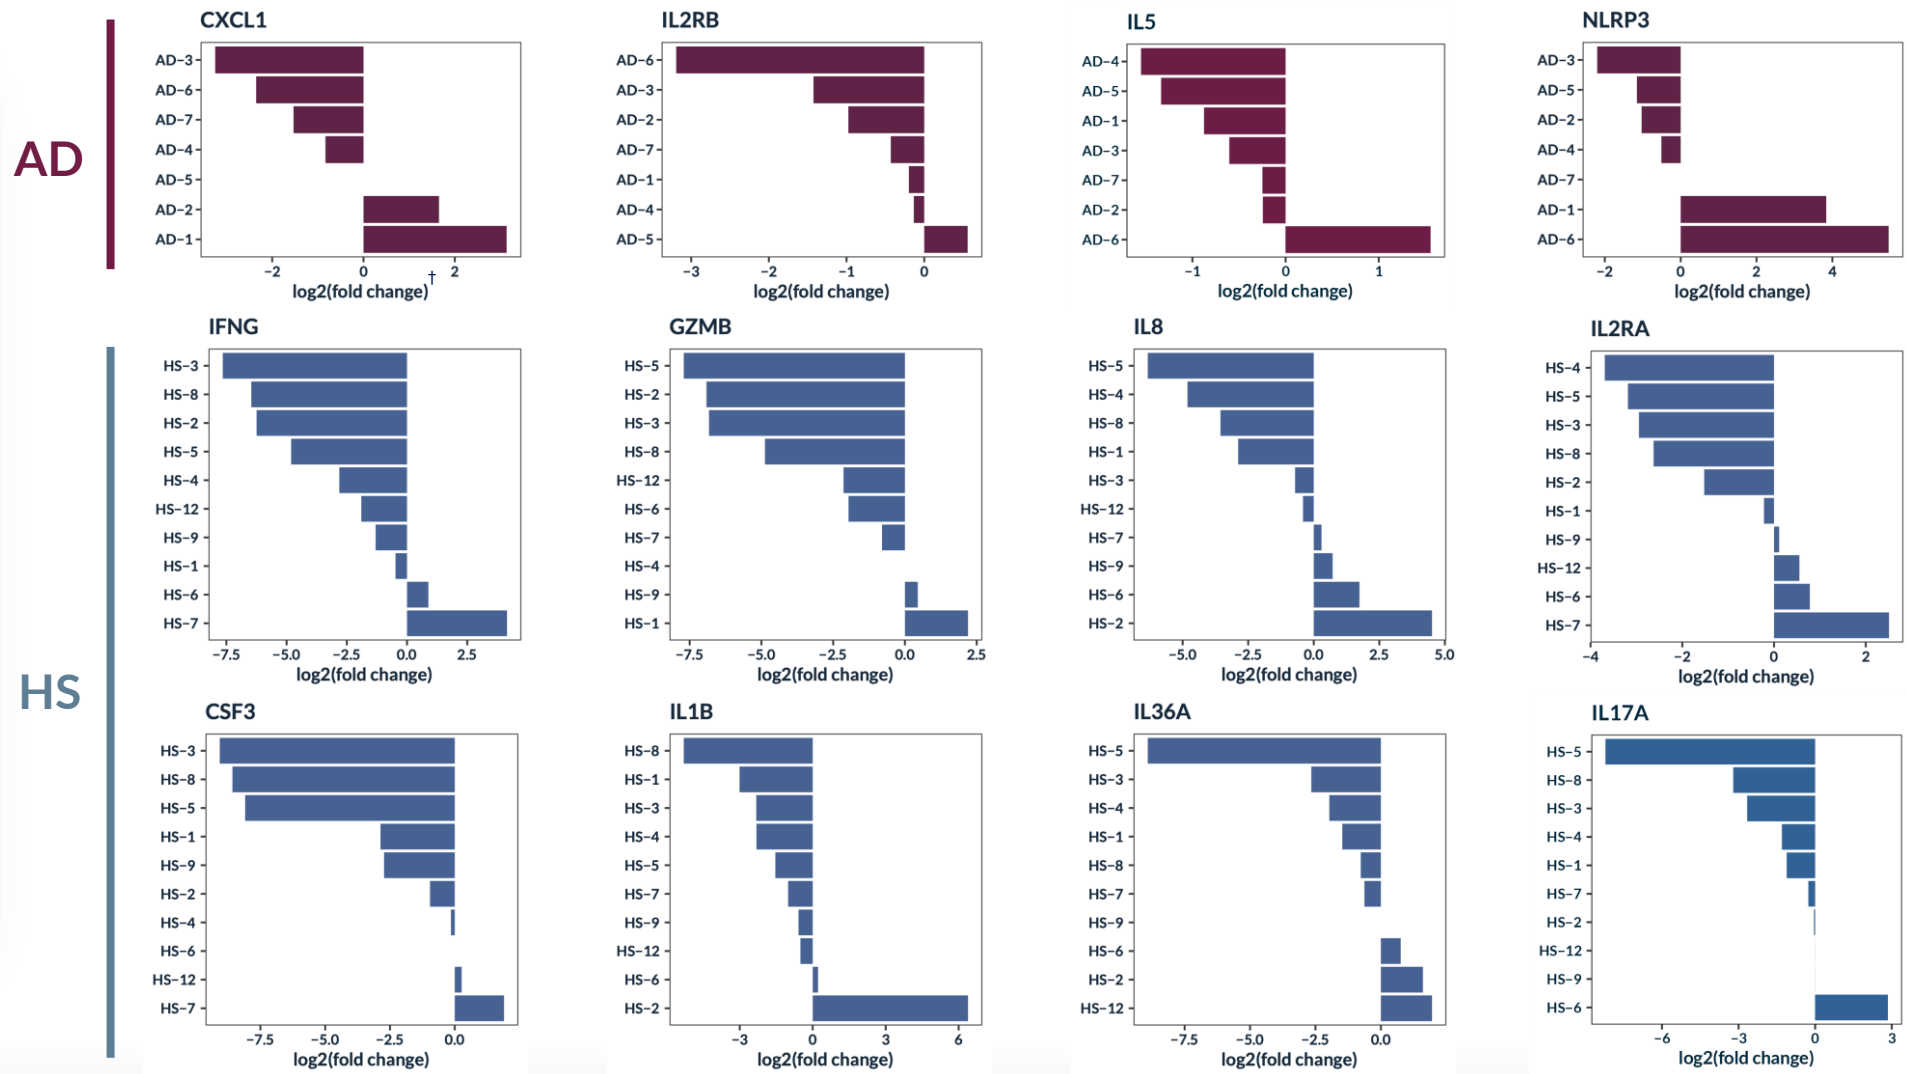 AD
CXCL1
AD-3
AD-6
AD-7
AD-4
AD-5
AD-2
AD-1
−2 0 2
log2(fold change)†
IL2RB
AD-6
AD-3
AD-2
AD-7
AD-1
AD-4
AD-5
−3 −2 −1 0
log2(fold change)
IL5
AD-4
AD-5
AD-1
AD-3
AD-7
AD-2
AD-6
−1 0 1
log2(fold change)
NLRP3
AD-3
AD-5
AD-2
AD-4
AD-7
AD-1
AD-6
−2 0 2 4
log2(fold change)
HS
IFNG
HS-3
HS-8
HS-2
HS-5
HS-4
HS-12
HS-9
HS-1
HS-6
HS-7
−7.5 −5.0 −2.5 0.0 2.5
log2(fold change)
GZMB
HS-5
HS-2
HS-3
HS-8
HS-12
HS-6
HS-7
HS-4
HS-9
HS-1
−7.5 −5.0 −2.5 0.0 2.5
log2(fold change)
IL8
HS-5
HS-4
HS-8
HS-1
HS-3
HS-12
HS-7
HS-9
HS-6
HS-2
−5.0 −2.5 0.0 2.5 5.0
log2(fold change)
IL2RA
HS-4
HS-5
HS-3
HS-8
HS-2
HS-1
HS-9
HS-12
HS-6
HS-7
−4 −2 0 2
log2(fold change)
CSF3
HS-3
HS-8
HS-5
HS-1
HS-9
HS-2
HS-4
HS-6
HS-12
HS-7
−7.5 −5.0 −2.5 0.0
log2(fold change)
IL1B
HS-8
HS-1
HS-3
HS-4
HS-5
HS-7
HS-9
HS-12
HS-6
HS-2
−3 0 3 6
log2(fold change)
IL36A
HS-5
HS-3
HS-4
HS-1
HS-8
HS-7
HS-9
HS-6
HS-2
HS-12
−7.5 −5.0 −2.5 0.0
log2(fold change)
IL17A
HS-5
HS-8
HS-3
HS-4
HS-1
HS-7
HS-2
HS-12
HS-9
HS-6
−6 −3 0 3
log2(fold change)